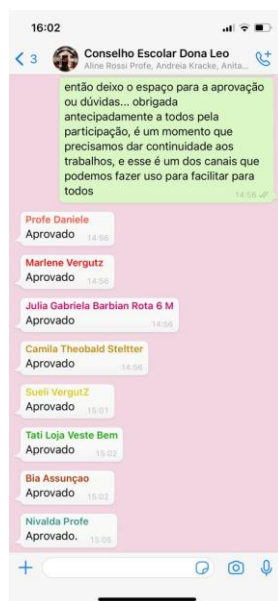 16:02
3
Conselho Escolar Dona Leo
Aline Rossi Profe, Andreia Kracke, Anita...
então deixo o espaço para a aprovação
ou dúvidas... obrigada
antecipadamente a todos pela
participação, é um momento que
precisamos dar continuidade aos
trabalhos, e esse é um dos canais que
podemos fazer uso para facilitar para
todos
14:56
Profe Daniele
Aprovado 14:56
Marlene Vergutz
Aprovado 14:56
Julia Gabriela Barbian Rota 6 M
Aprovado 14:56
Camila Theobald Steltter
Aprovado 14:56
Sueli VergutZ
Aprovado 15:01
Tati Loja Veste Bem
Aprovado 15:02
Bia Assunçao
Aprovado 15:02
Nivalda Profe
Aprovado. 15:05